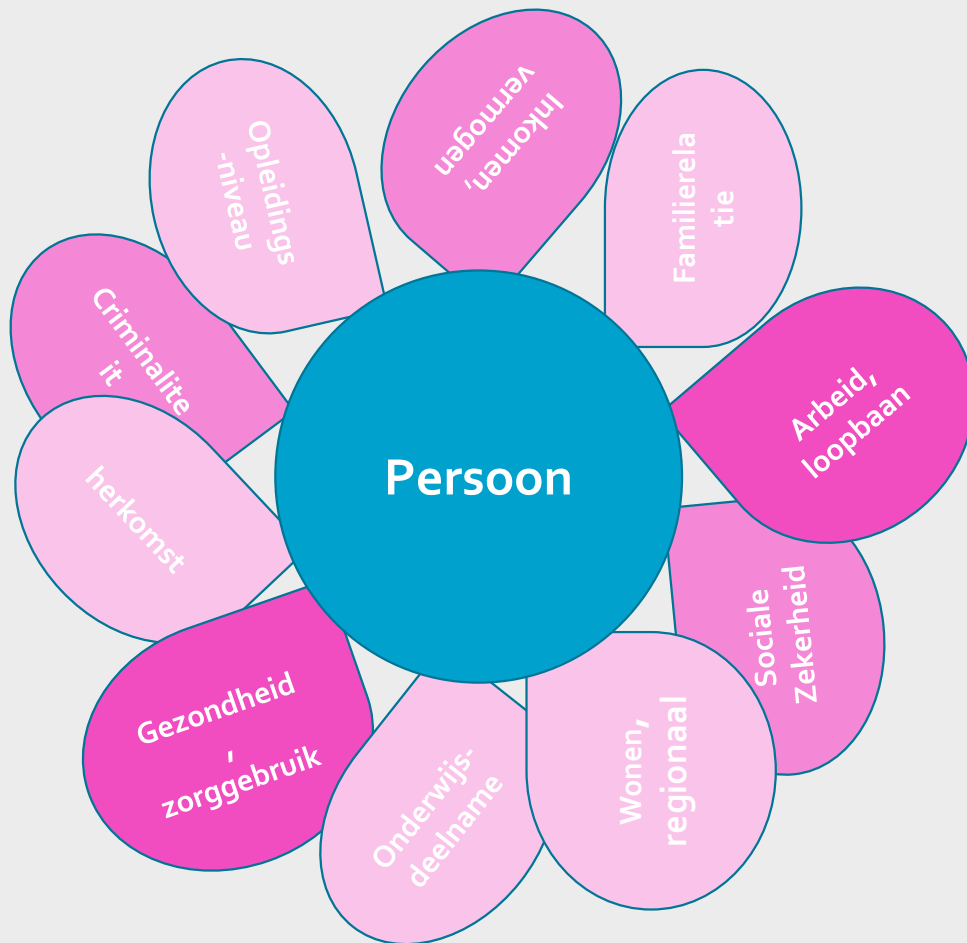 Inkomen,
vermogen
Familierela
tie
Arbeid,
loopbaan
Sociale
Zekerheid
Wonen,
regionaal
Onderwijs-
deelname
Gezondheid
,
zorggebruik
herkomst
Criminalite
it
Opleidings
-niveau
Persoon